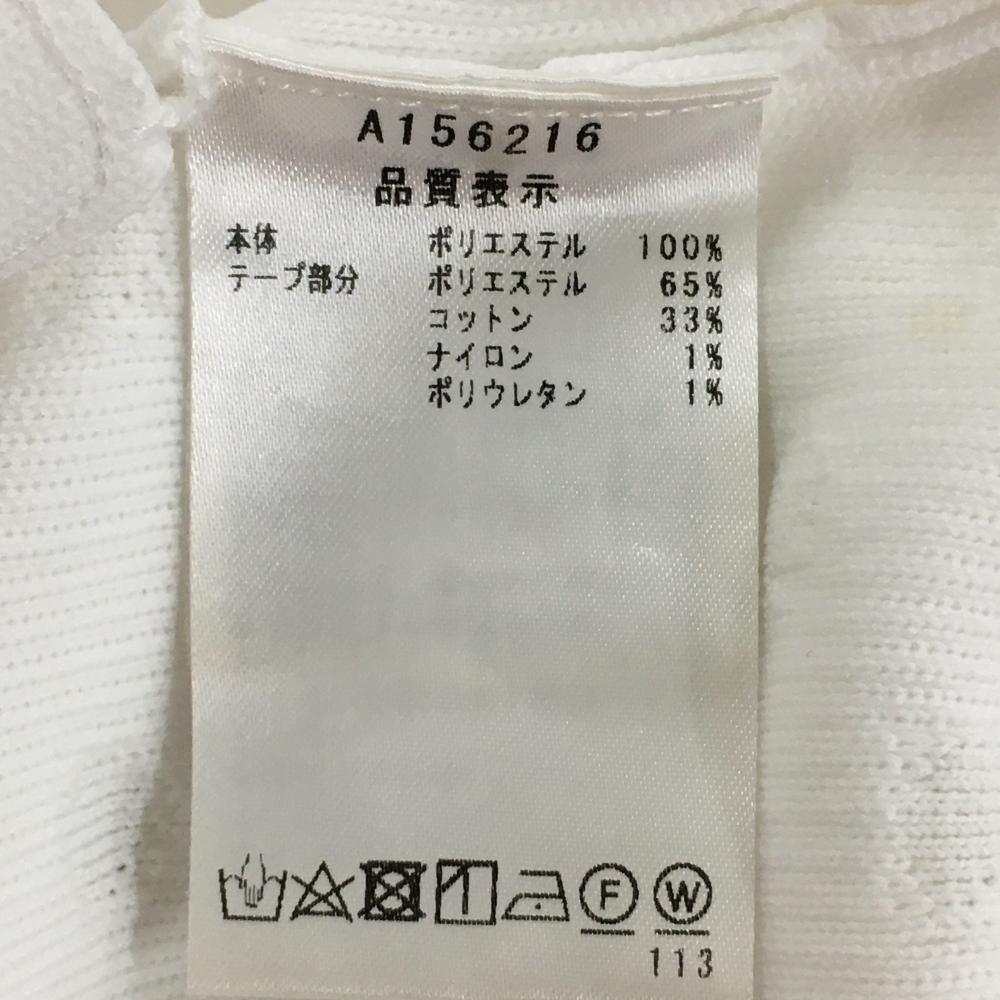 A156216
品質表示
本体 ポリエステル 100%
テープ部分 ポリエステル 65%
コットン 33%
ナイロン 1%
ポリウレタン 1%
F W
113